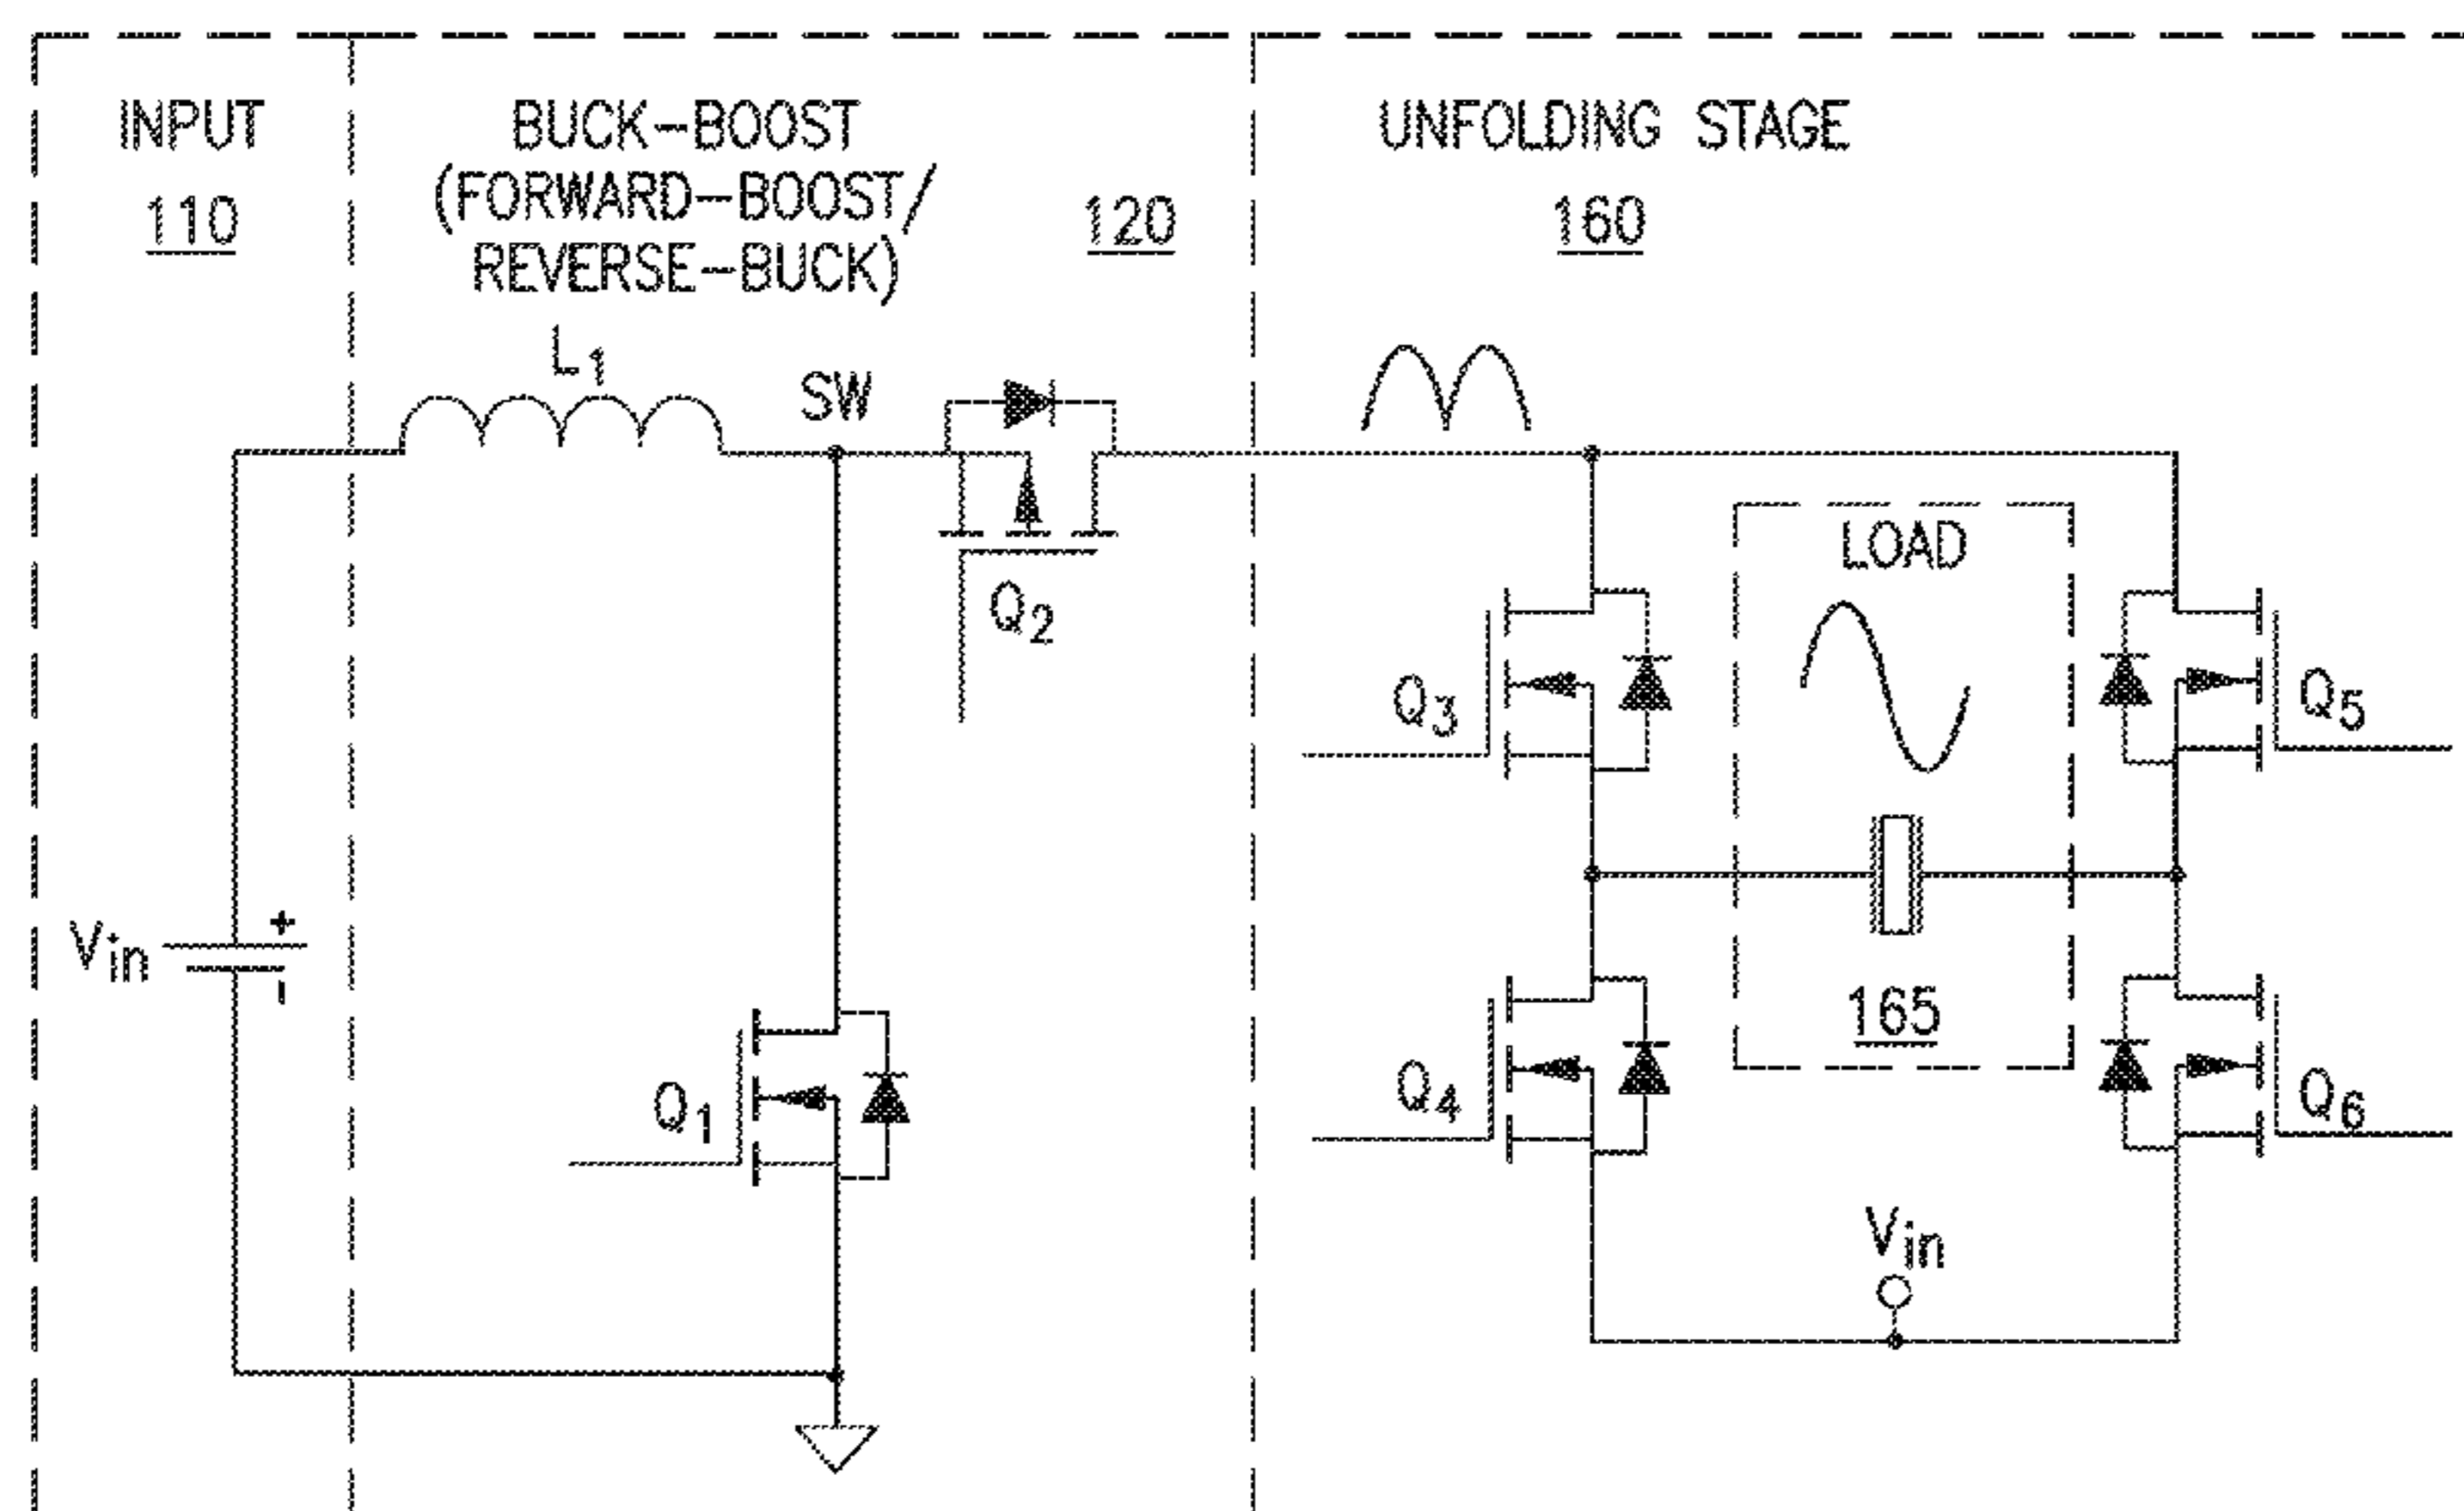 INPUT
110
BUCK-BOOST
(FORWARD-BOOST/
REVERSE-BUCK)
120
UNFOLDING STAGE
160
L1
SW
Q2
LOAD
Q3
Q5
Vin
+
-
165
Q1
Q4
Q6
Vin